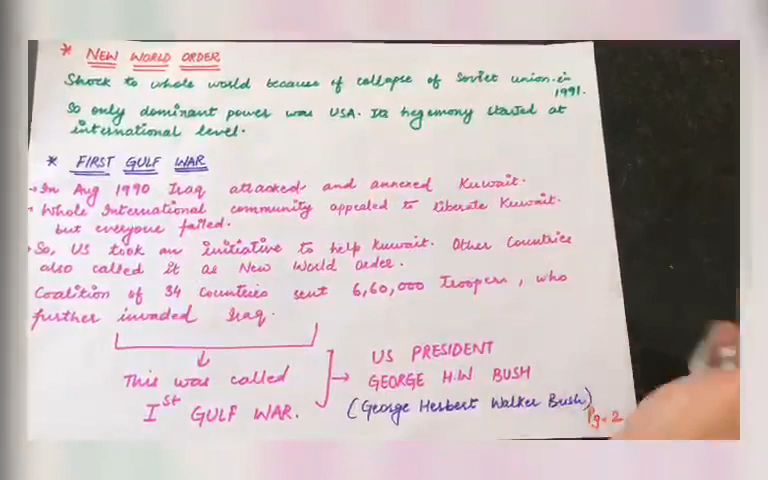 * NEW WORLD ORDER
Shock to whole world because of collapse of Soviet union in
1991.
So only dominant power was USA. Its hegemony started at
international level.
* FIRST GULF WAR
→ In Aug 1990 Iraq attacked and annexed Kuwait.
Whole International community appealed to liberate Kuwait.
but everyone failed.
So, US took an initiative to help Kuwait. Other Countries
also called it as New World order.
Coalition of 34 Countries sent 6,60,000 Troopers, who
further invaded Iraq.
This was called
Ist GULF WAR.
US PRESIDENT
GEORGE H.W BUSH
(George Herbert Walker Bush)
Pg-2